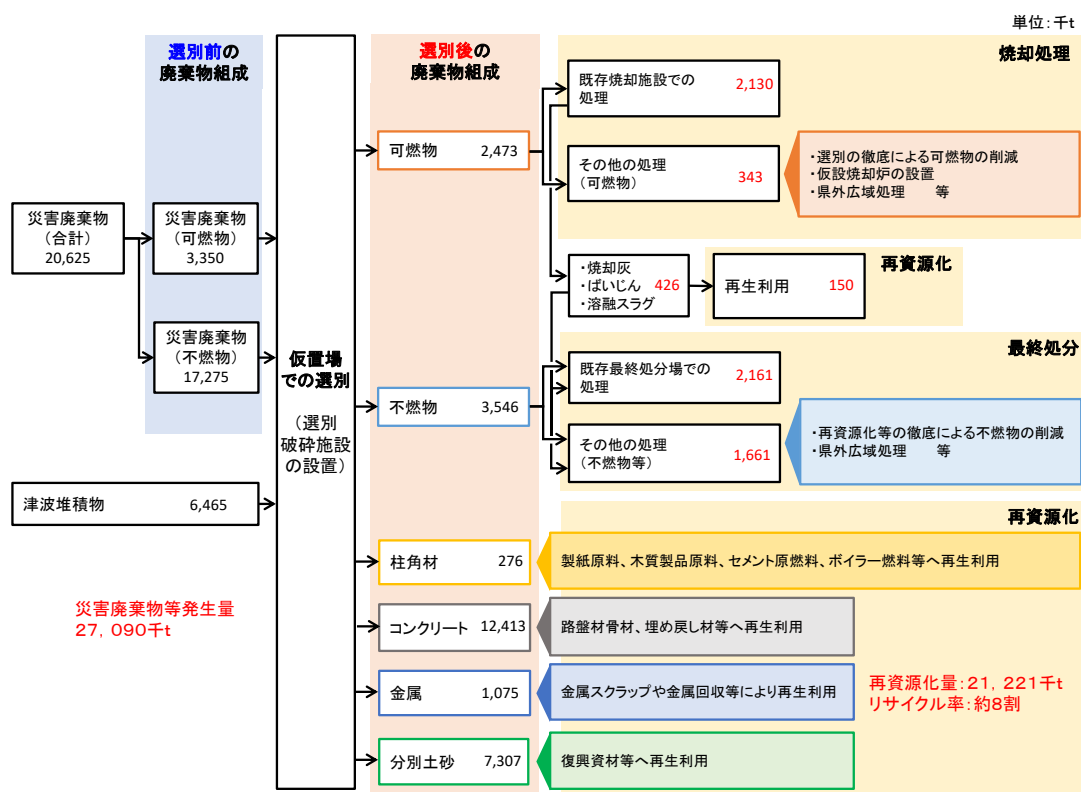 単位：千t
選別前の
廃棄物組成
選別後の
廃棄物組成
焼却処理
既存焼却施設での
処理
2,130
可燃物 2,473
その他の処理
(可燃物)
343
・選別の徹底による可燃物の削減
・仮設焼却炉の設置
・県外広域処理　等
災害廃棄物
(合計)
20,625
災害廃棄物
(可燃物)
3,350
・焼却灰
・ばいじん
・溶融スラグ
426
再資源化
再生利用 150
災害廃棄物
(不燃物)
17,275
仮置場
での選別
(選別
破砕施設
の設置)
最終処分
既存最終処分場での
処理
2,161
不燃物 3,546
その他の処理
(不燃物等)
1,661
・再資源化等の徹底による不燃物の削減
・県外広域処理　等
津波堆積物 6,465
再資源化
柱角材 276
製紙原料、木質製品原料、セメント原燃料、ボイラー燃料等へ再生利用
災害廃棄物等発生量
27，090千t
コンクリート 12,413
路盤材骨材、埋め戻し材等へ再生利用
金属 1,075
金属スクラップや金属回収等により再生利用
再資源化量：21，221千t
リサイクル率：約8割
分別土砂 7,307
復興資材等へ再生利用